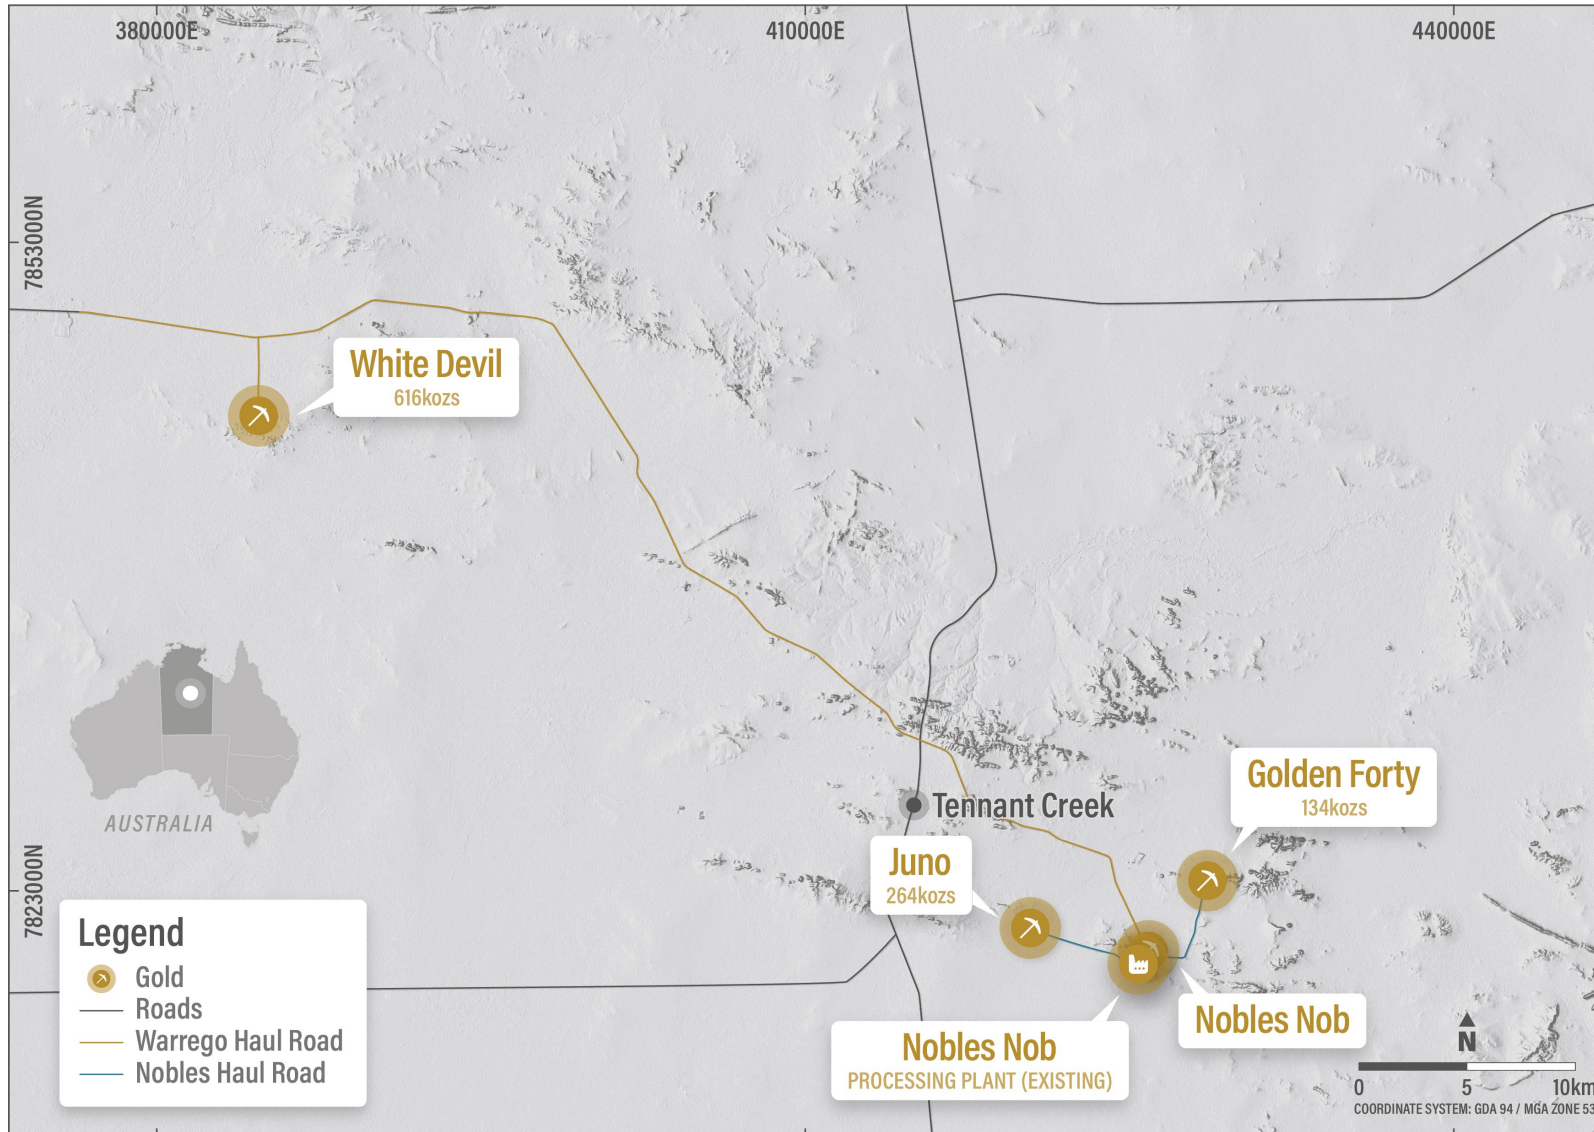 380000E
410000E
440000E
7853000N
White Devil
616kozs
AUSTRALIA
Tennant Creek
Golden Forty
134kozs
Juno
264kozs
7823000N
Nobles Nob
Nobles Nob
PROCESSING PLANT (EXISTING)
Legend
Gold
Roads
Warrego Haul Road
Nobles Haul Road
N
0 5 10km
COORDINATE SYSTEM: GDA 94 / MGA ZONE 53